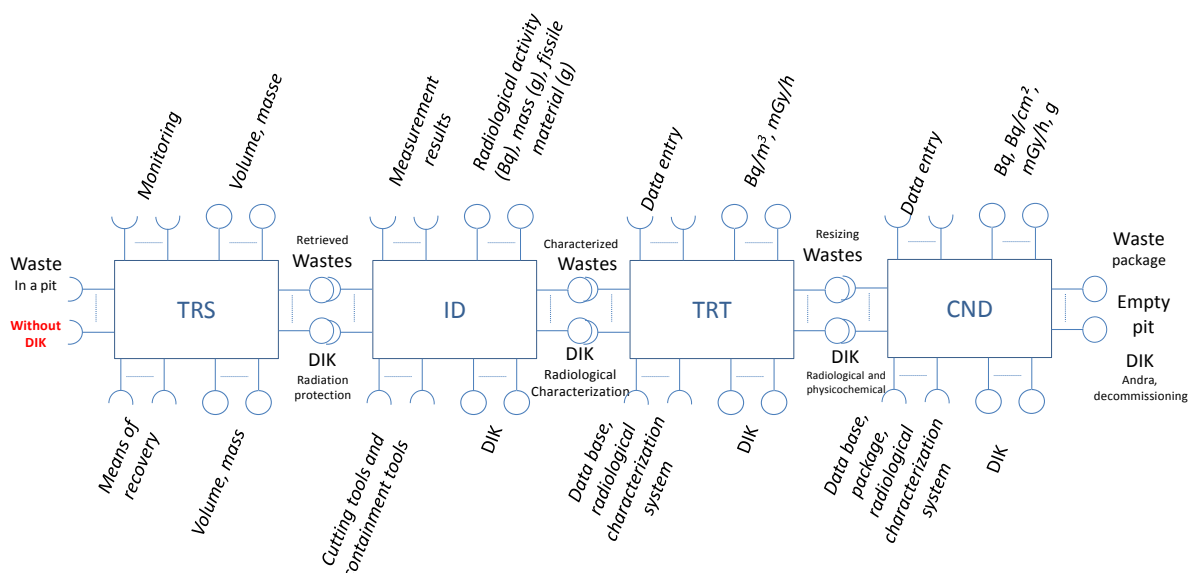 Monitoring
Volume, masse
Measurement
results
Radiological activity
(Bq), mass (g), fissile
material (g)
Data entry
Bq/m³, mGy/h
Data entry
Bq, Bq/cm²,
mGy/h, g
Waste
In a pit
Without
DIK
TRS
Retrieved
Wastes
DIK
Radiation
protection
ID
Characterized
Wastes
DIK
Radiological
Characterization
TRT
Resizing
Wastes
DIK
Radiological and
physicochemical
CND
Waste
package
Empty
pit
DIK
Andra,
decommissioning
Means of
recovery
Volume, mass
Cutting tools and
containment tools
DIK
Data base,
radiological
characterization
system
DIK
Data base,
package,
radiological
characterization
system
DIK